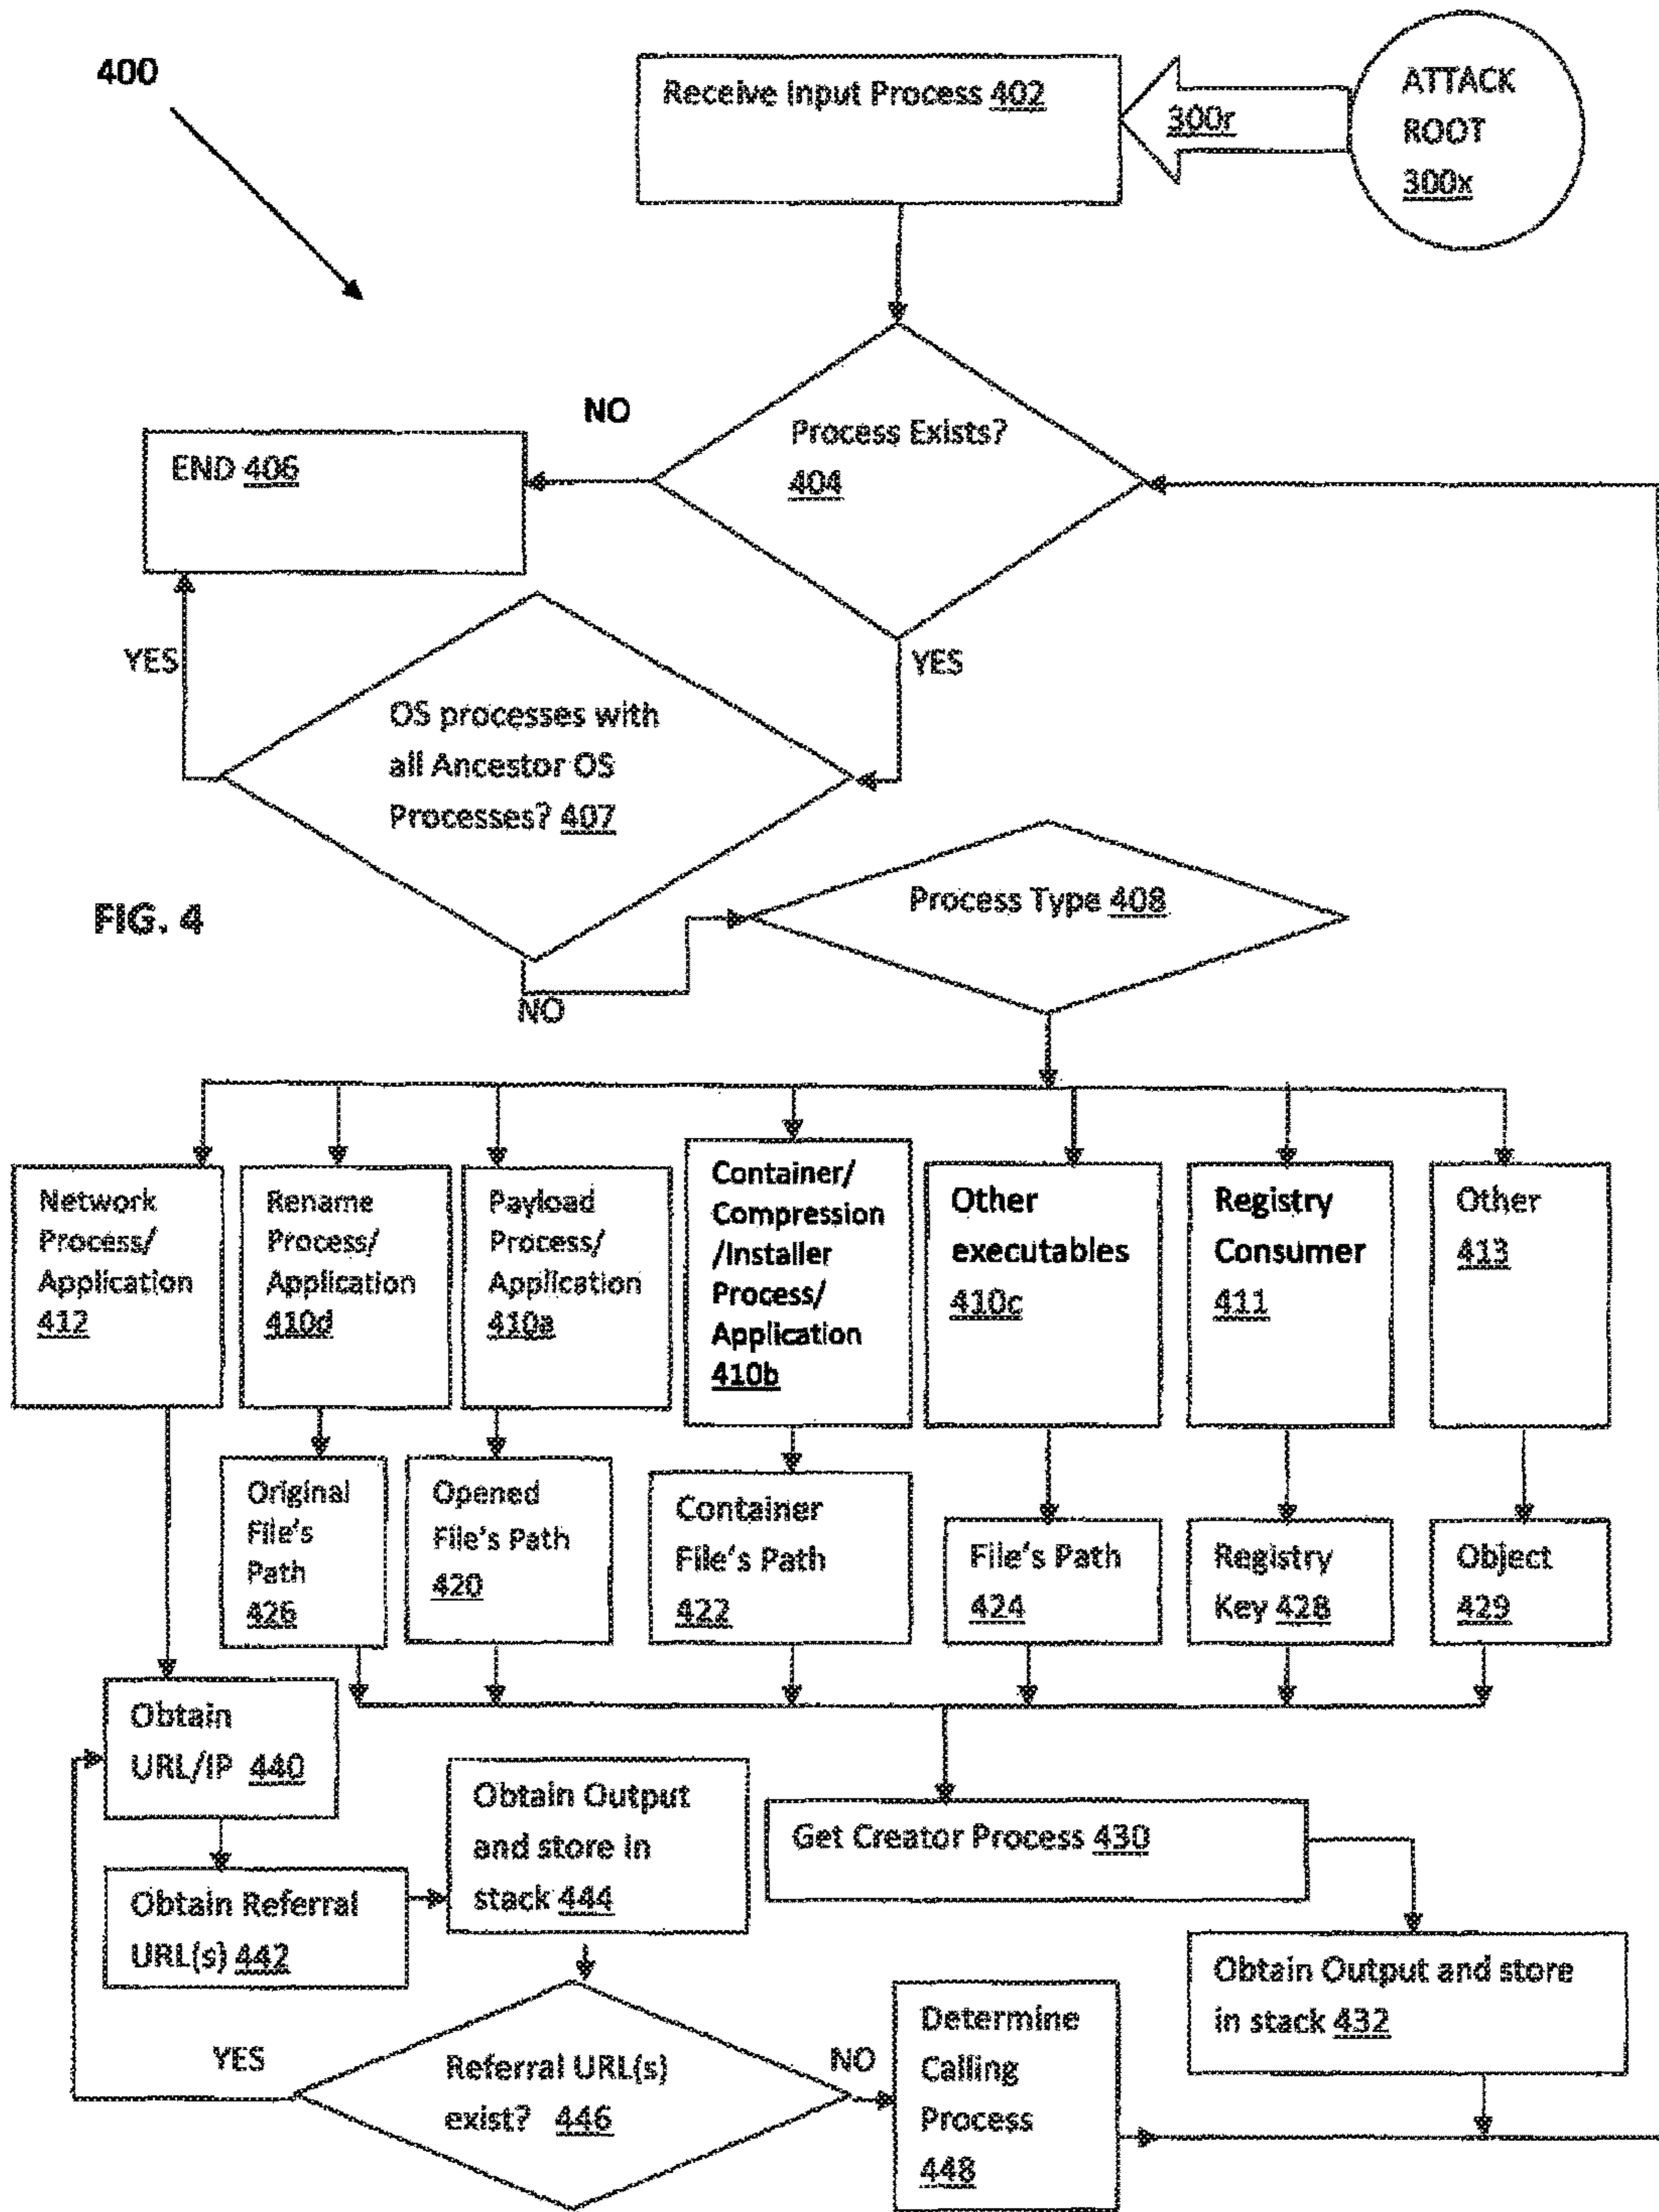 400
Receive Input Process 402
300r
ATTACK
ROOT
300x
NO
Process Exists?
404
END 406
YES
YES
OS processes with
all Ancestor OS
Processes? 407
FIG. 4
Process Type 408
NO
Network
Process/
Application
412
Rename
Process/
Application
410d
Payload
Process/
Application
410a
Container/
Compression
/Installer
Process/
Application
410b
Other
executables
410c
Registry
Consumer
411
Other
413
Original
File's
Path
426
Opened
File's Path
420
Container
File's Path
422
File's Path
424
Registry
Key 428
Object
429
Obtain
URL/IP 440
Obtain Output
and store in
stack 444
Get Creator Process 430
Obtain Referral
URL(s) 442
Obtain Output and store
in stack 432
YES
Referral URL(s)
exist? 446
NO
Determine
Calling
Process
448